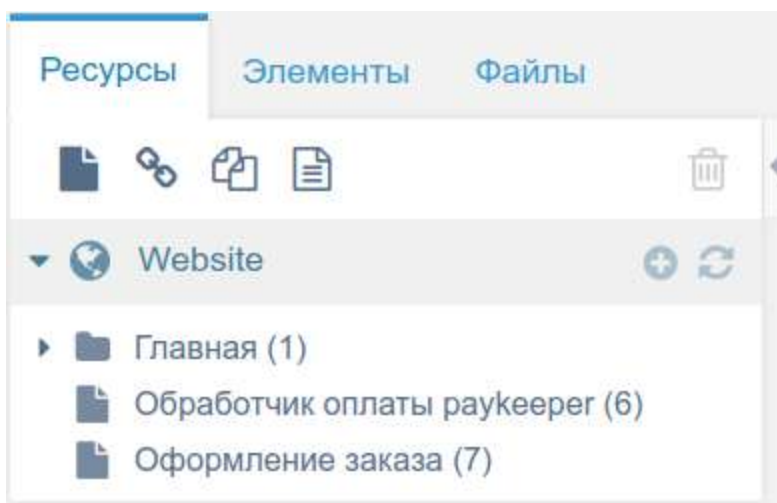 Ресурсы Элементы Файлы
Website
Главная (1)
Обработчик оплаты paykeeper (6)
Оформление заказа (7)